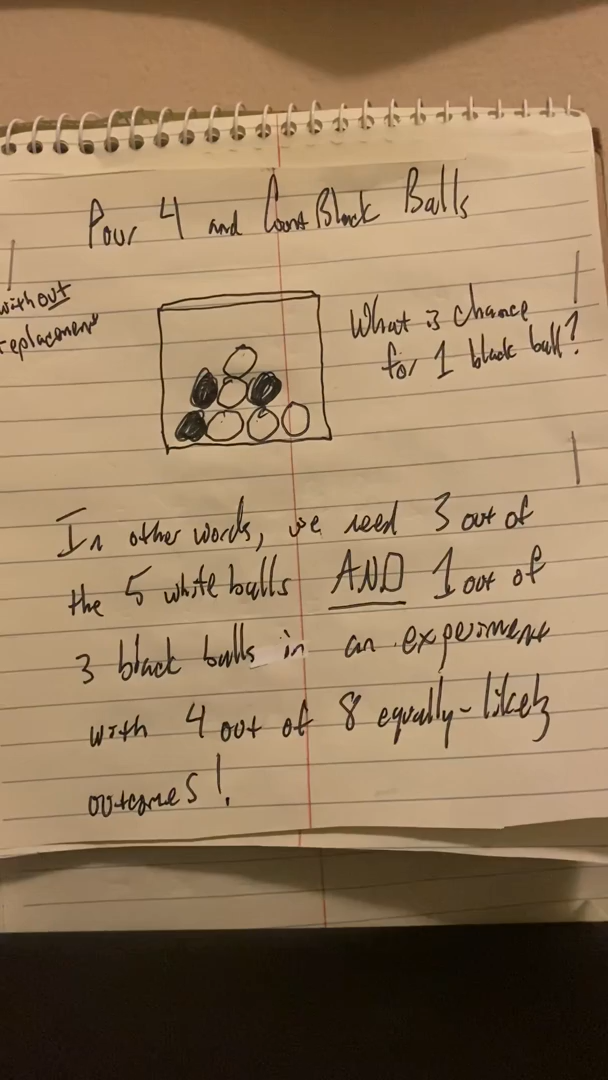 Pour 4 and Count Black Balls
without
replacement
What is chance
for 1 black ball?
In other words, we need 3 out of
the 5 white balls AND 1 out of
3 black balls in an experiment
with 4 out of 8 equally-likely
outcomes!